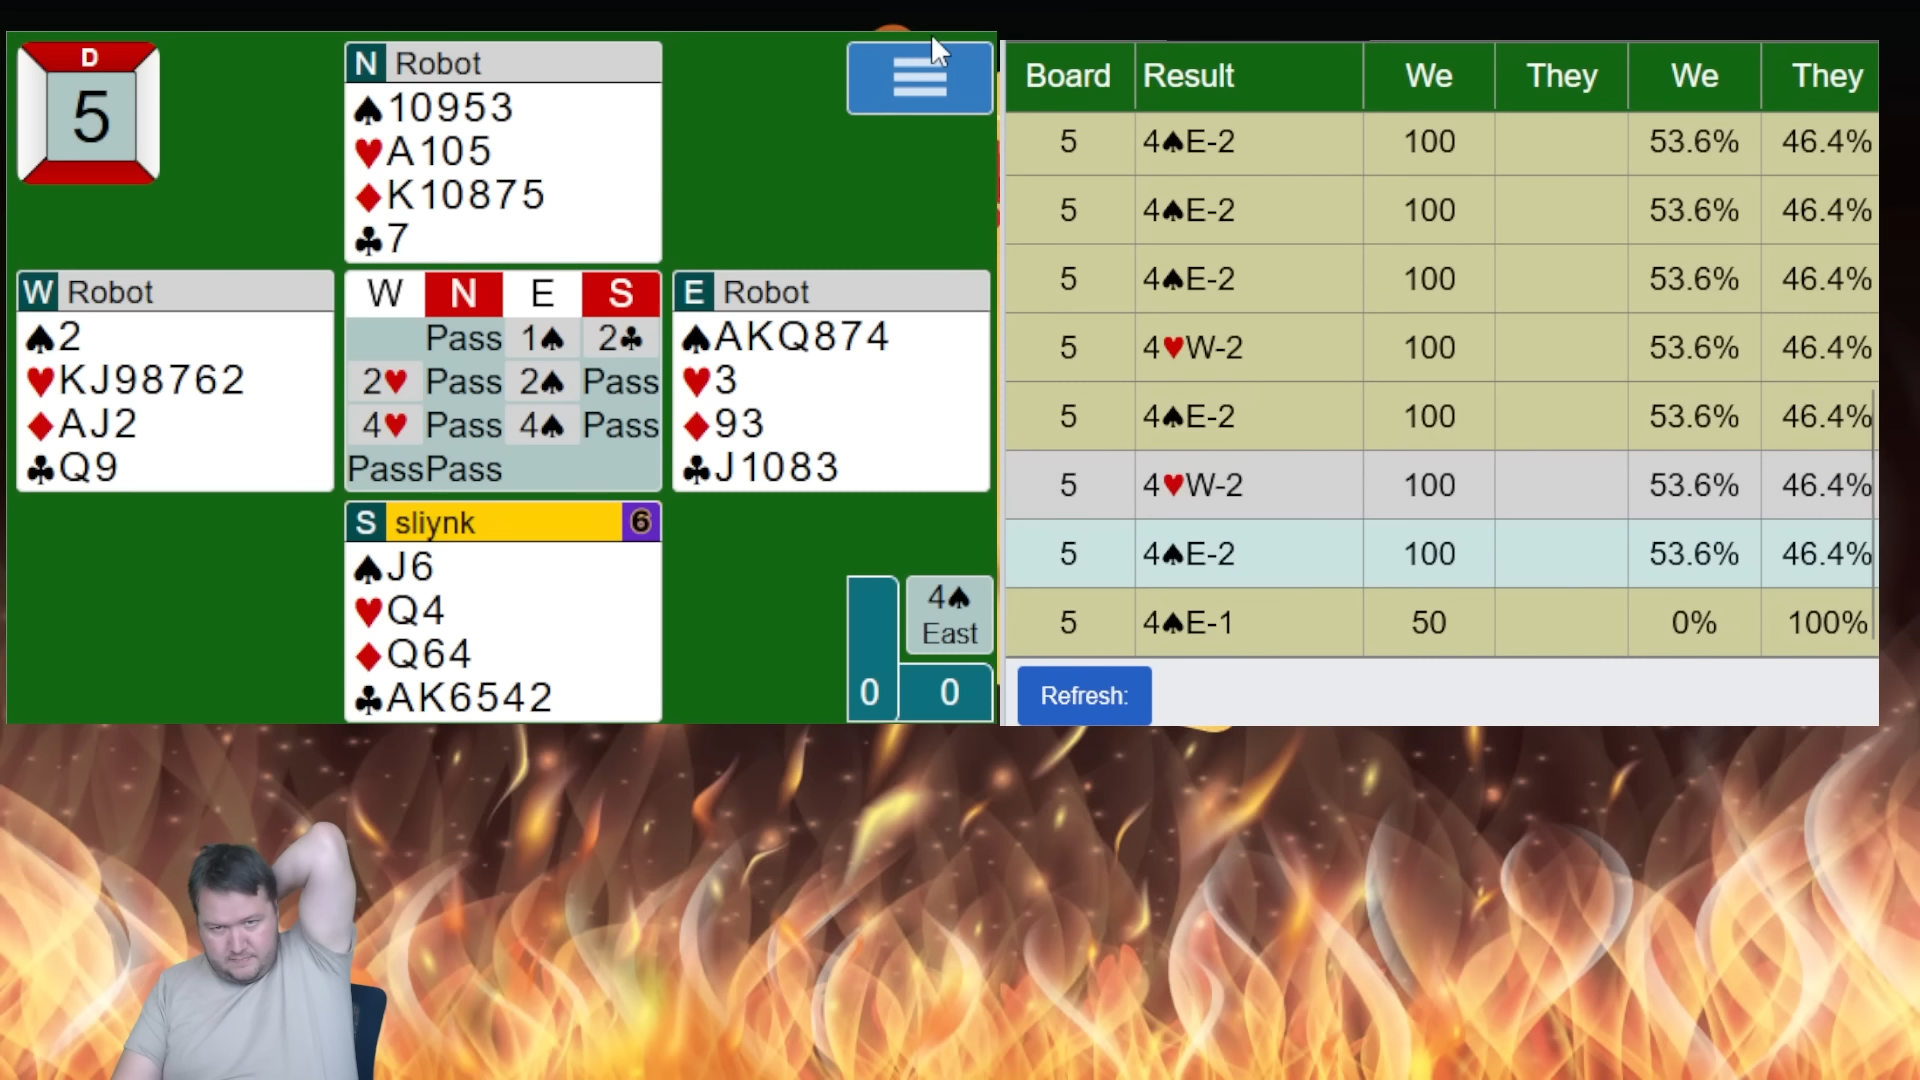 D
5
N Robot
♠10953
♥A105
♦K10875
♣7
W Robot
♠2
♥KJ98762
♦AJ2
♣Q9
W N E S
Pass 1♠ 2♣
2♥ Pass 2♠ Pass
4♥ Pass 4♠ Pass
Pass Pass
E Robot
♠AKQ874
♥3
♦93
♣J1083
S sliynk 6
♠J6
♥Q4
♦Q64
♣AK6542
4♠
East
0 0
Board Result We They We They
5 4♠E-2 100 53.6% 46.4%
5 4♠E-2 100 53.6% 46.4%
5 4♠E-2 100 53.6% 46.4%
5 4♥W-2 100 53.6% 46.4%
5 4♠E-2 100 53.6% 46.4%
5 4♥W-2 100 53.6% 46.4%
5 4♠E-2 100 53.6% 46.4%
5 4♠E-1 50 0% 100%
Refresh: